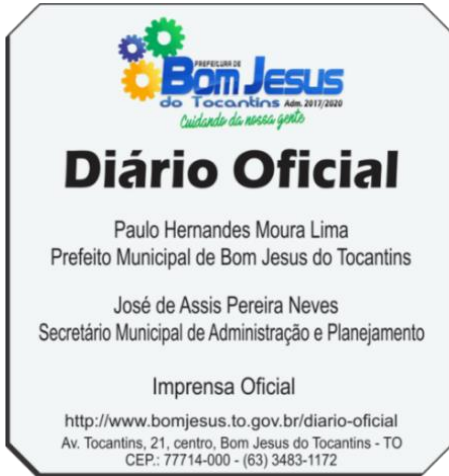 PREFEITURA DE
Bom Jesus
do Tocantins Adm. 2017/2020
Cuidando da nossa gente
Diário Oficial
Paulo Hernandes Moura Lima
Prefeito Municipal de Bom Jesus do Tocantins
José de Assis Pereira Neves
Secretário Municipal de Administração e Planejamento
Imprensa Oficial
http://www.bomjesus.to.gov.br/diario-oficial
Av. Tocantins, 21, centro, Bom Jesus do Tocantins - TO
CEP.: 77714-000 - (63) 3483-1172